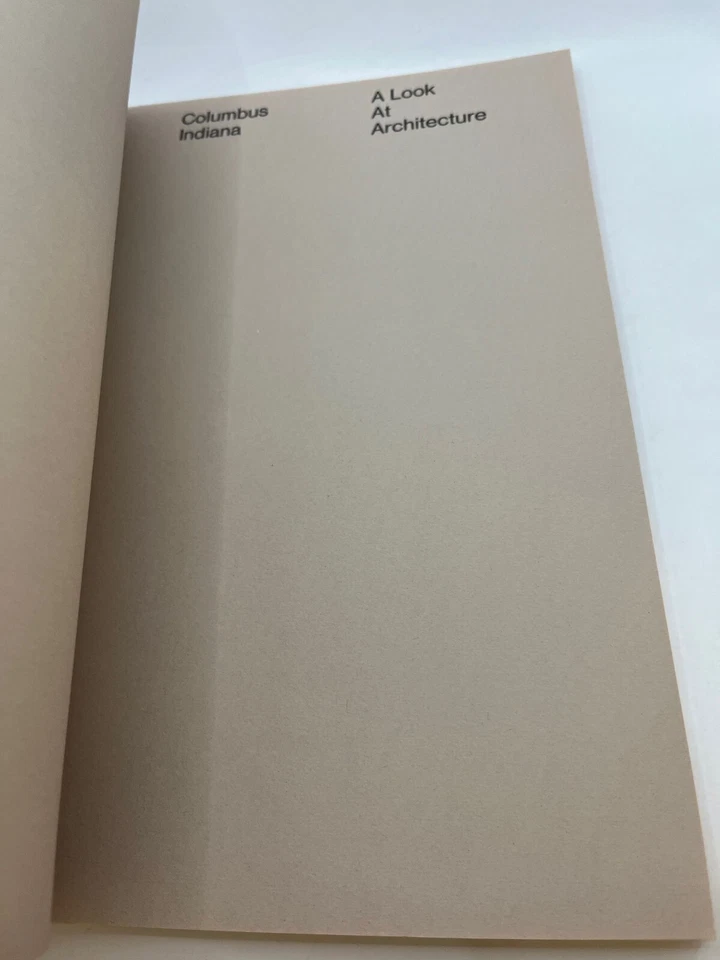 Columbus
Indiana
A Look
At
Architecture